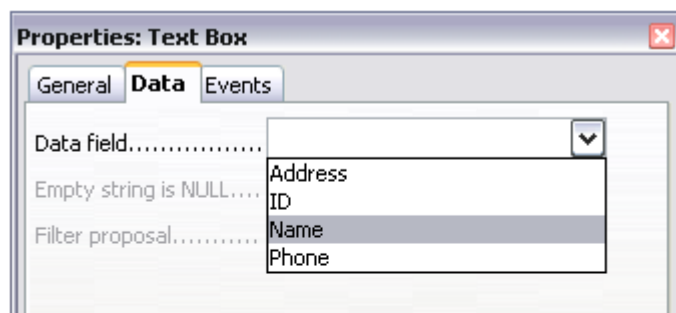 Properties: Text Box
General Data Events
Data field.................
Address
Empty string is NULL....
ID
Filter proposal...........
Name
Phone